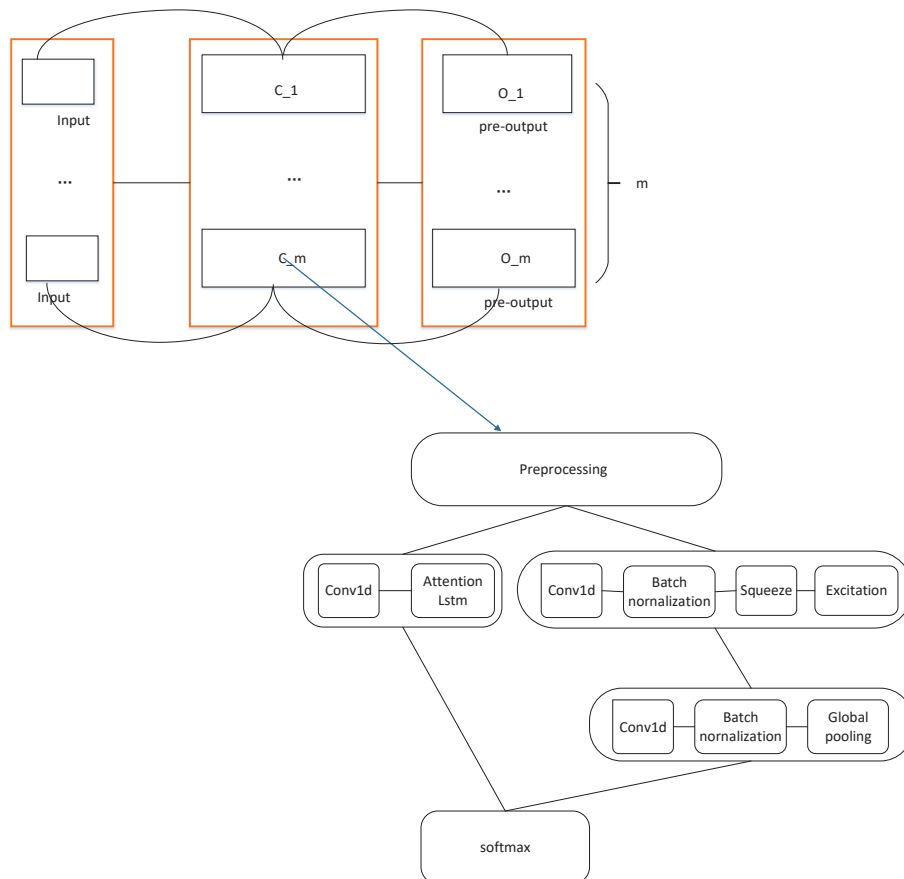 C_1
O_1
Input
pre-output
...
...
...
m
C_m
O_m
Input
pre-output
Preprocessing
Conv1d
Attention
Lstm
Conv1d
Batch
nornalization
Squeeze
Excitation
Conv1d
Batch
nornalization
Global
pooling
softmax